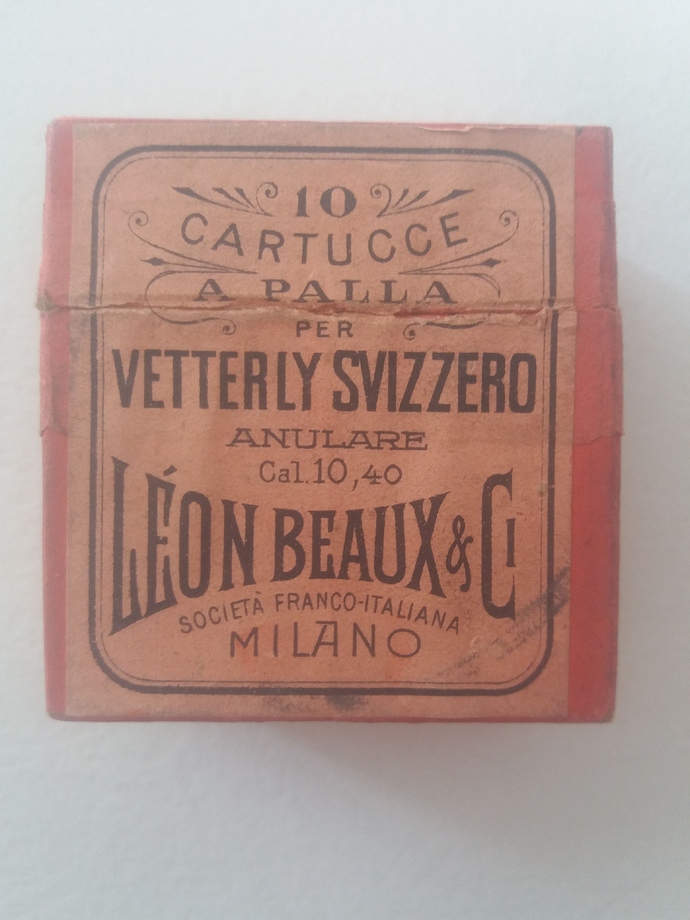 10
CARTUCCE
A PALLA
PER
VETTERLY SVIZZERO
ANULARE
Cal. 10,40
LÉON BEAUX & CI
SOCIETÀ FRANCO-ITALIANA
MILANO